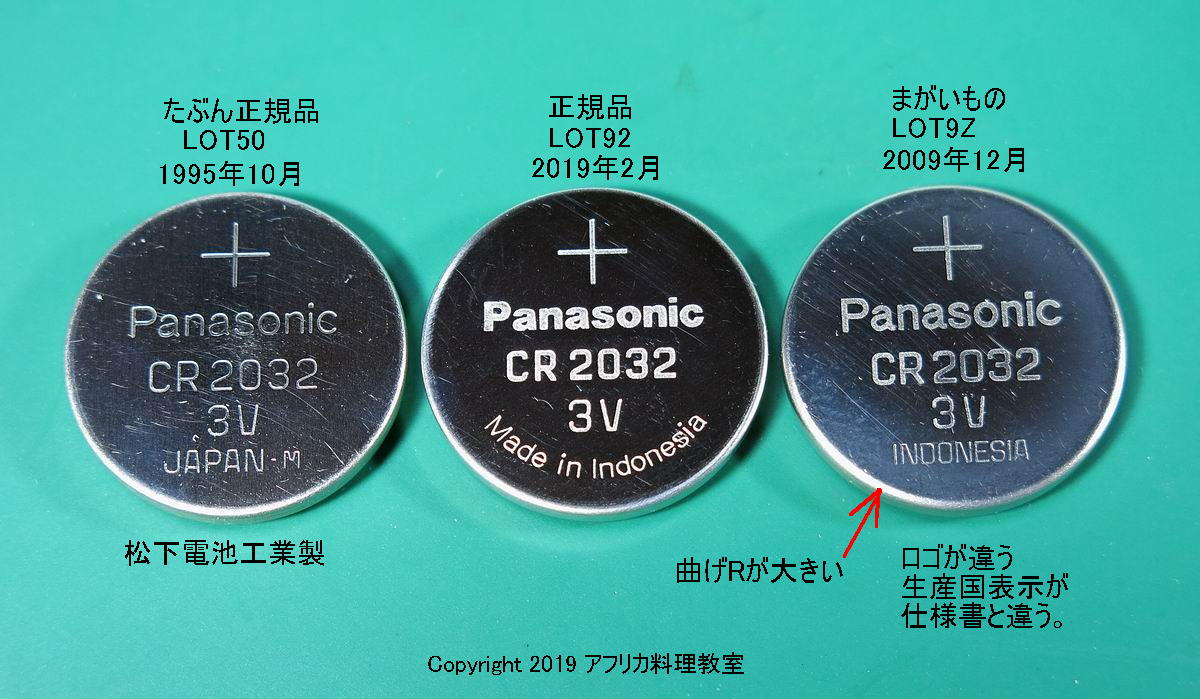 たぶん正規品
LOT50
1995年10月
正規品
LOT92
2019年2月
まがいもの
LOT9Z
2009年12月
+
Panasonic
CR 2032
3V
JAPAN-M
+
Panasonic
CR 2032
3V
Made in Indonesia
+
Panasonic
CR 2032
3V
INDONESIA
松下電池工業製
曲げRが大きい
ロゴが違う
生産国表示が
仕様書と違う。
Copyright 2019 アフリカ料理教室